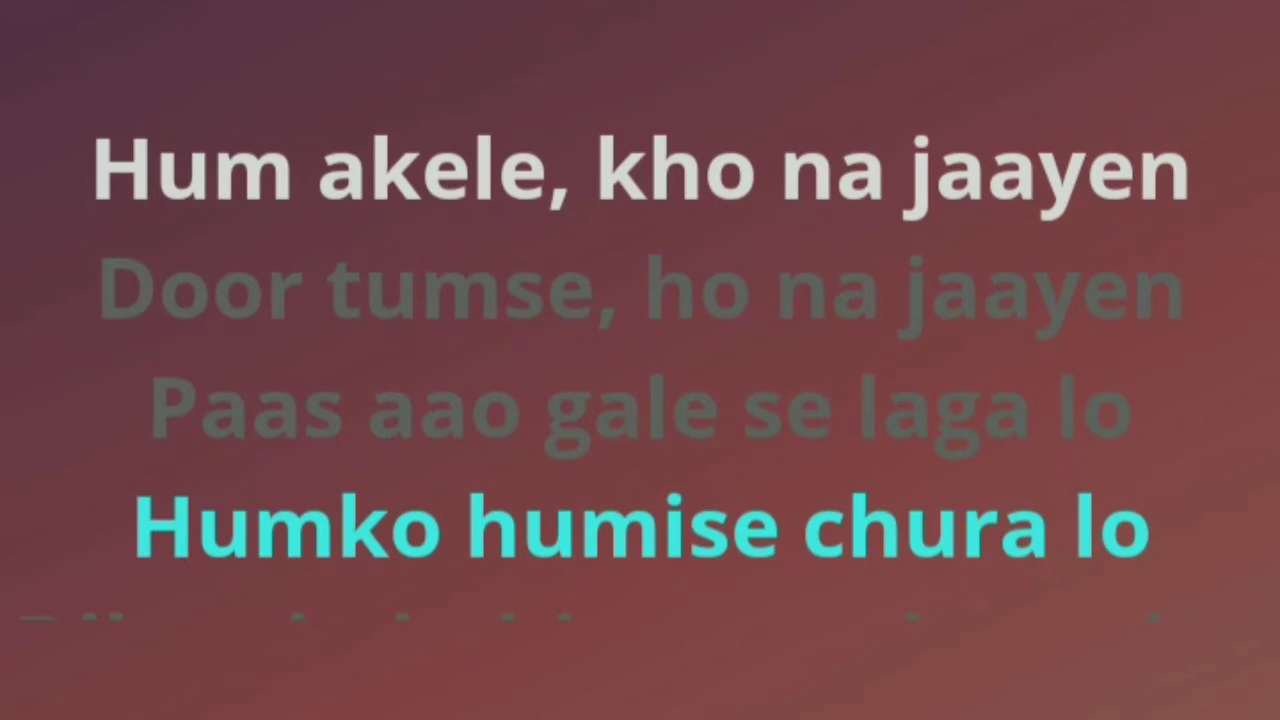 Hum akele, kho na jaayen
Door tumse, ho na jaayen
Paas aao gale se laga lo
Humko humise chura lo